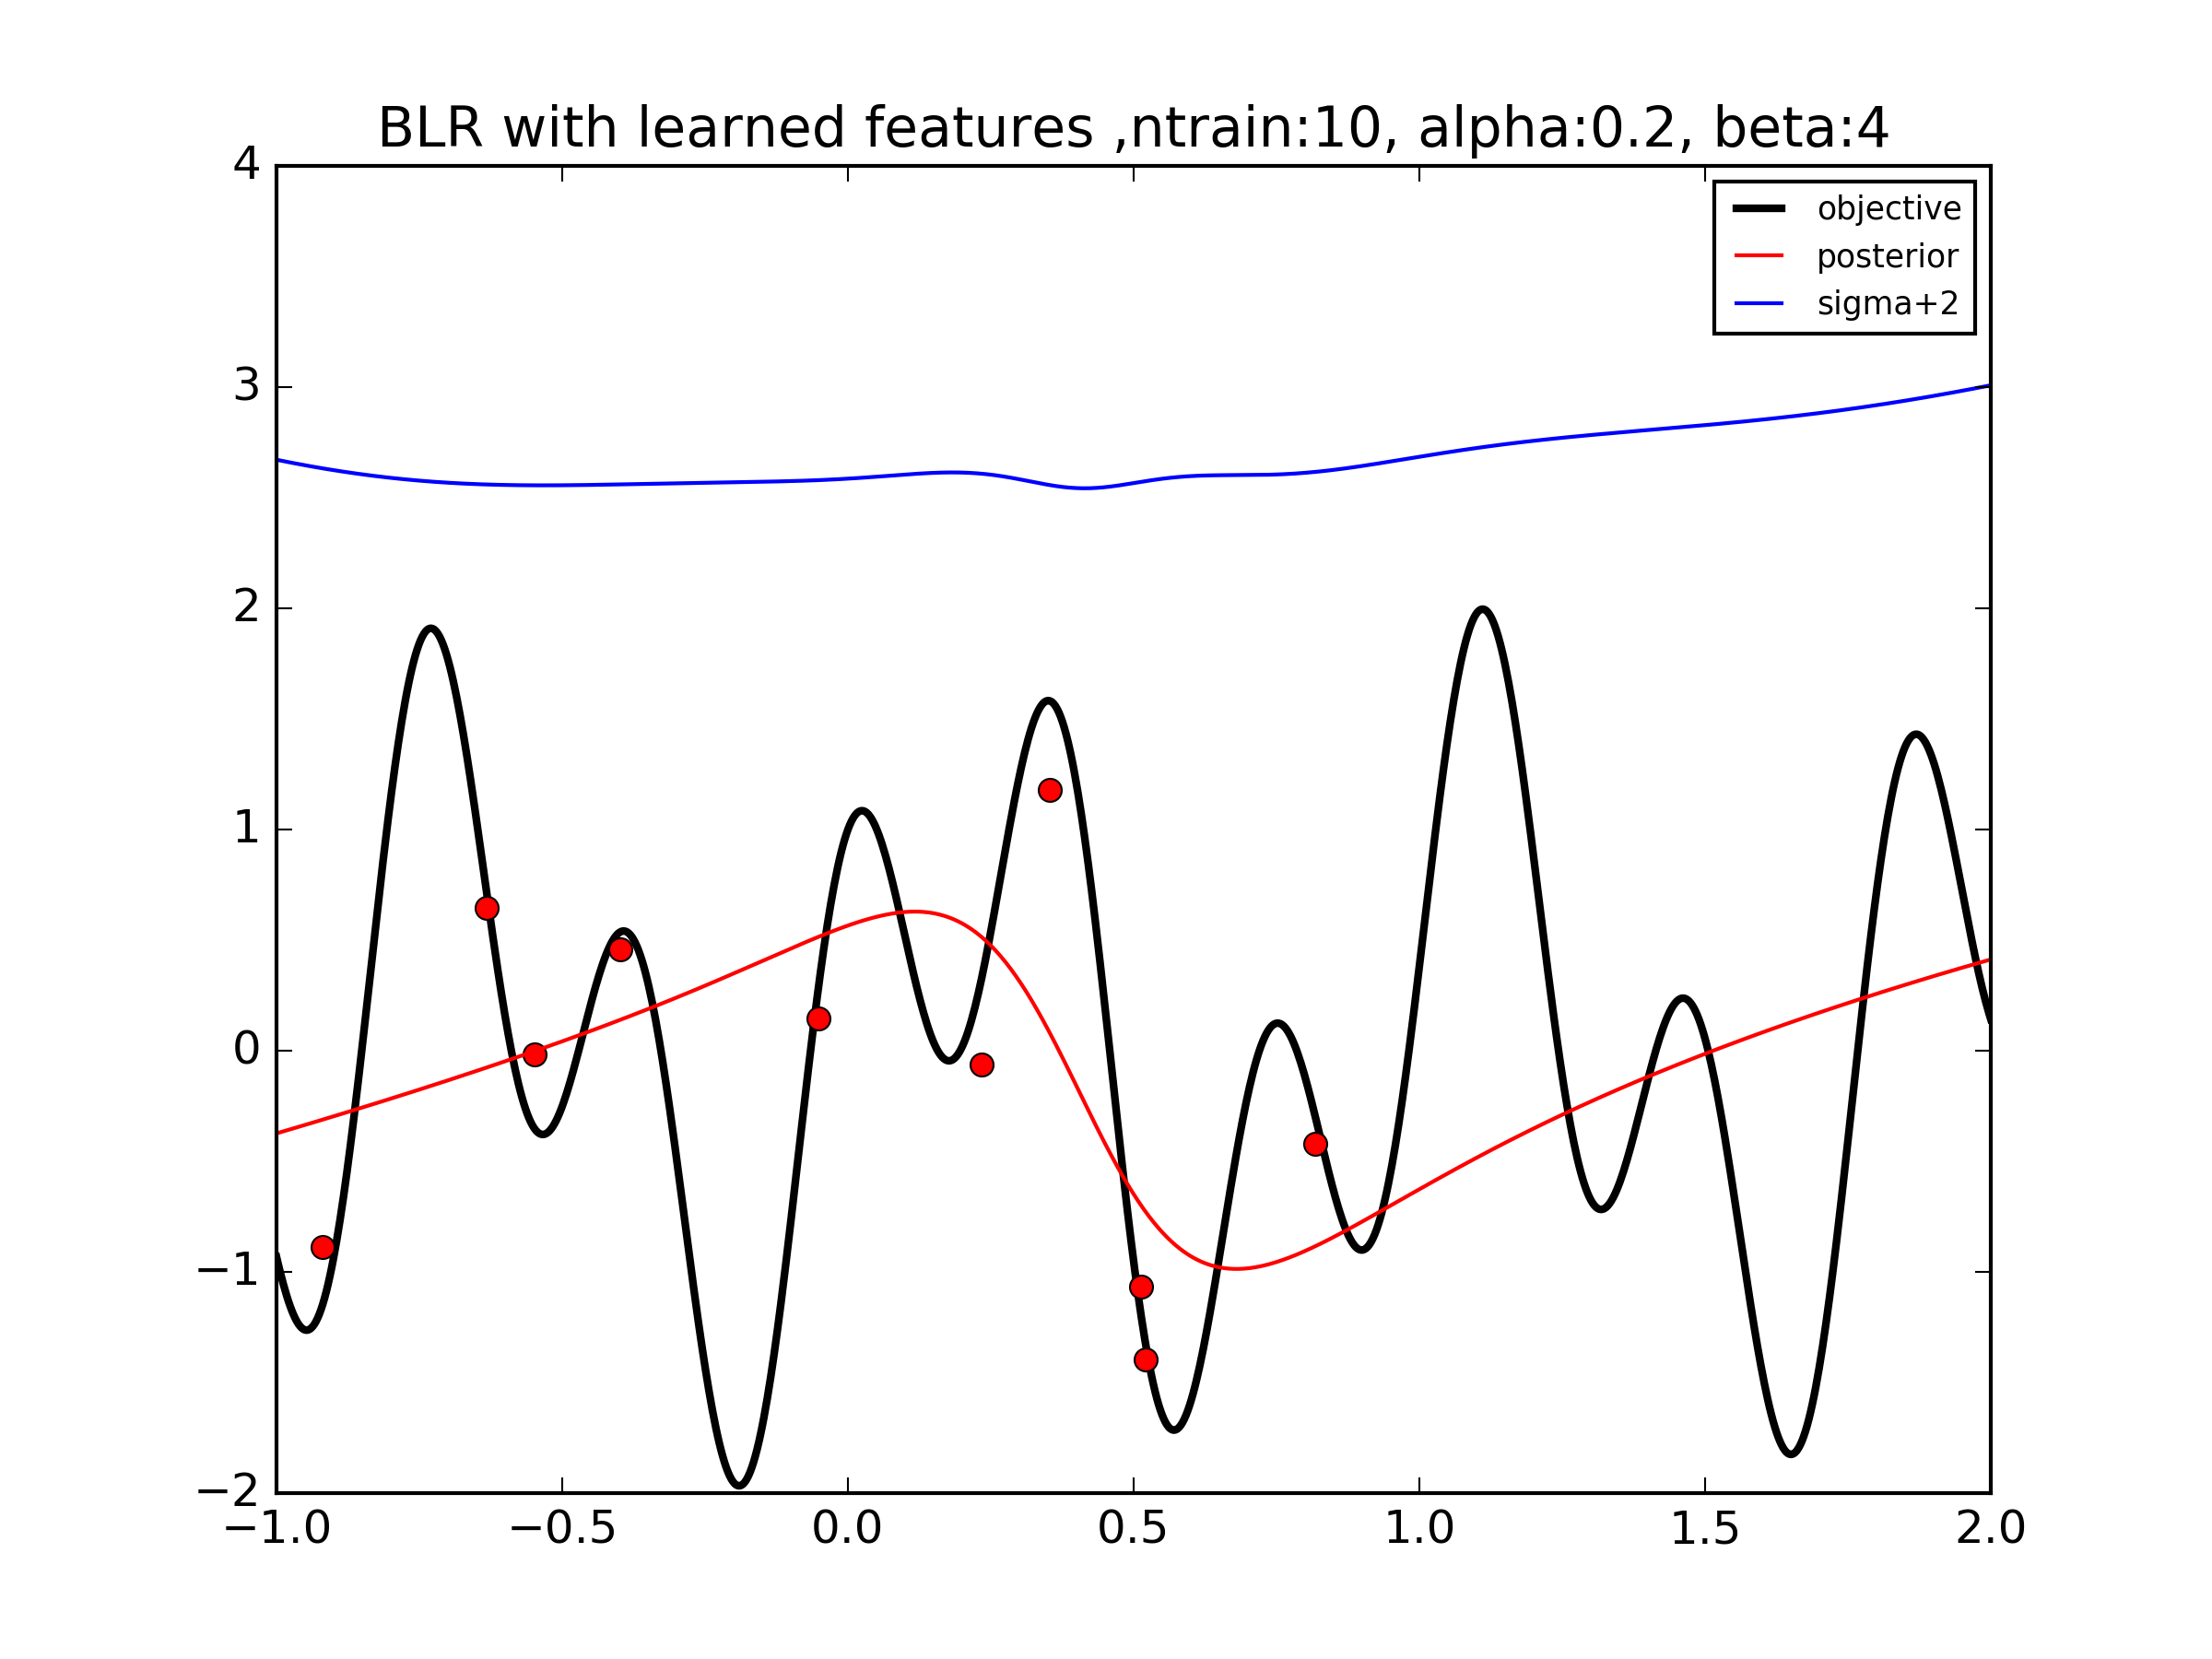 BLR with learned features ,ntrain:10, alpha:0.2, beta:4
objective
posterior
sigma+2
4
3
2
1
0
−1
−2
−1.0 −0.5 0.0 0.5 1.0 1.5 2.0